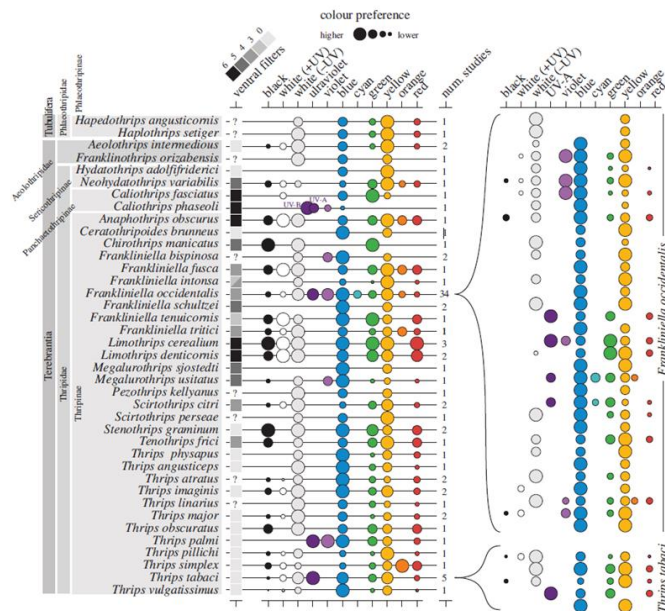 colour preference
higher lower
6 5 4 3 0
ventral filters
black
white (+UV)
white (−UV)
ultraviolet
violet
blue
cyan
green
yellow
orange
red
num. studies
black
white (+UV)
white (−UV)
UV-A
violet
blue
cyan
green
yellow
orange
red
Tubulifera
Phlaeothripidae
Phlaeothripinae
Aeolothripidae
Sericothripinae
Panchaetothripinae
Terebrantia
Thripidae
Thripinae
Hapedothrips angusticornis ? 1
Haplothrips setiger ? 1
Aeolothrips intermedious 2
Franklinothrips orizabensis ? 1
Hydatothrips adolfifriderici 1
Neohydatothrips variabilis 1
Caliothrips fasciatus 1
Caliothrips phaseoli UV-B UV-A 1
Anaphothrips obscurus 1
Ceratothripoides brunneus 1
Chirothrips manicatus 1
Frankliniella bispinosa ? 2
Frankliniella fusca 1
Frankliniella intonsa 1
Frankliniella occidentalis 34
Frankliniella schultzei 2
Frankliniella tenuicornis 1
Frankliniella tritici 1
Limothrips cerealium 3
Limothrips denticornis 2
Megalurothrips sjostedti 1
Megalurothrips usitatus 1
Pezothrips kellyanus ? 1
Scirtothrips citri 2
Scirtothrips perseae ? 1
Stenothrips graminum 2
Tenothrips frici 1
Thrips physapus 1
Thrips angusticeps 1
Thrips atratus ? 2
Thrips imaginis 2
Thrips linarius ? 1
Thrips major 2
Thrips obscuratus 1
Thrips palmi 1
Thrips pillichi 1
Thrips simplex 1
Thrips tabaci 5
Thrips vulgatissimus 1
Frankliniella occidentalis
Thrips tabaci